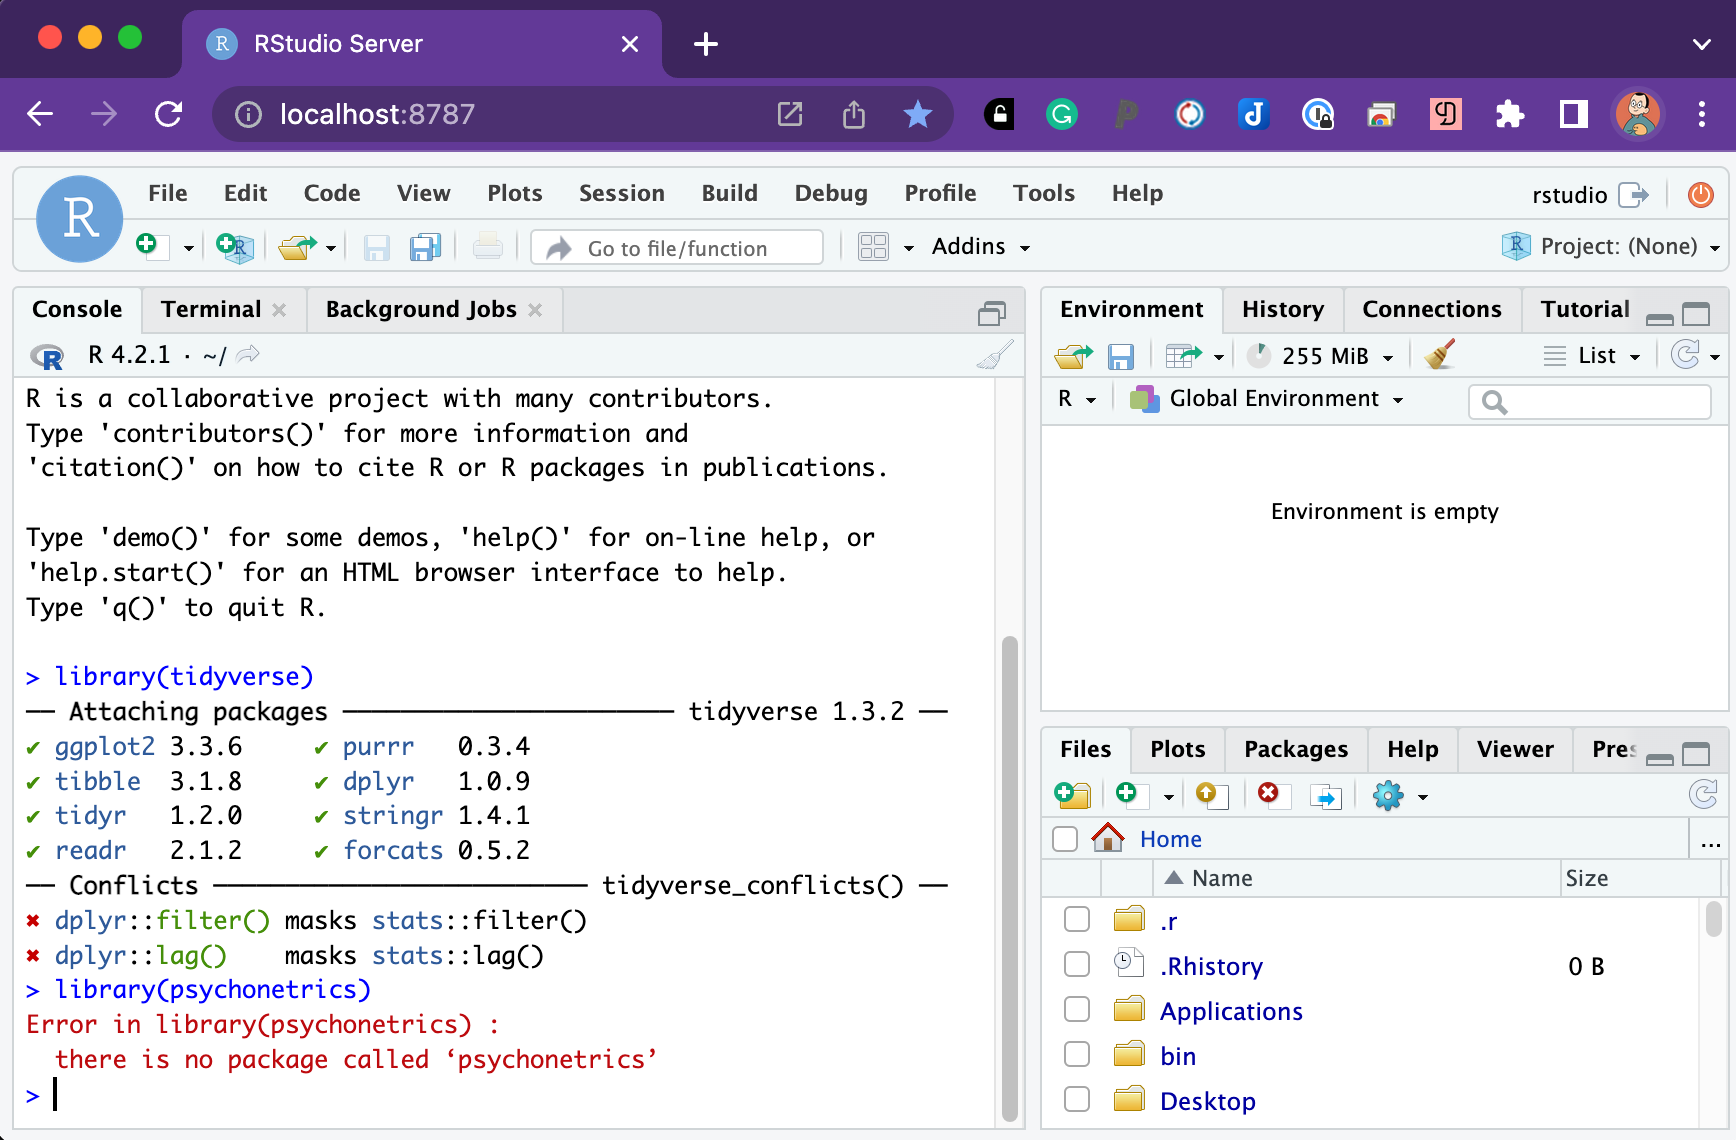 RStudio Server
localhost:8787
File Edit Code View Plots Session Build Debug Profile Tools Help
rstudio
R
Go to file/function
Addins
Project: (None)
Console Terminal Background Jobs
R 4.2.1 · ~/
R is a collaborative project with many contributors.
Type 'contributors()' for more information and
'citation()' on how to cite R or R packages in publications.
Type 'demo()' for some demos, 'help()' for on-line help, or
'help.start()' for an HTML browser interface to help.
Type 'q()' to quit R.
> library(tidyverse)
── Attaching packages ─────────────────────── tidyverse 1.3.2 ──
✔ ggplot2 3.3.6     ✔ purrr   0.3.4
✔ tibble  3.1.8     ✔ dplyr   1.0.9
✔ tidyr   1.2.0     ✔ stringr 1.4.1
✔ readr   2.1.2     ✔ forcats 0.5.2
── Conflicts ────────────────────────── tidyverse_conflicts() ──
✖ dplyr::filter() masks stats::filter()
✖ dplyr::lag()    masks stats::lag()
> library(psychonetrics)
Error in library(psychonetrics) :
  there is no package called ‘psychonetrics’
>
Environment History Connections Tutorial
255 MiB
List
R
Global Environment
Environment is empty
Files Plots Packages Help Viewer Pres
Home
...
Name Size
.r
.Rhistory 0 B
Applications
bin
Desktop